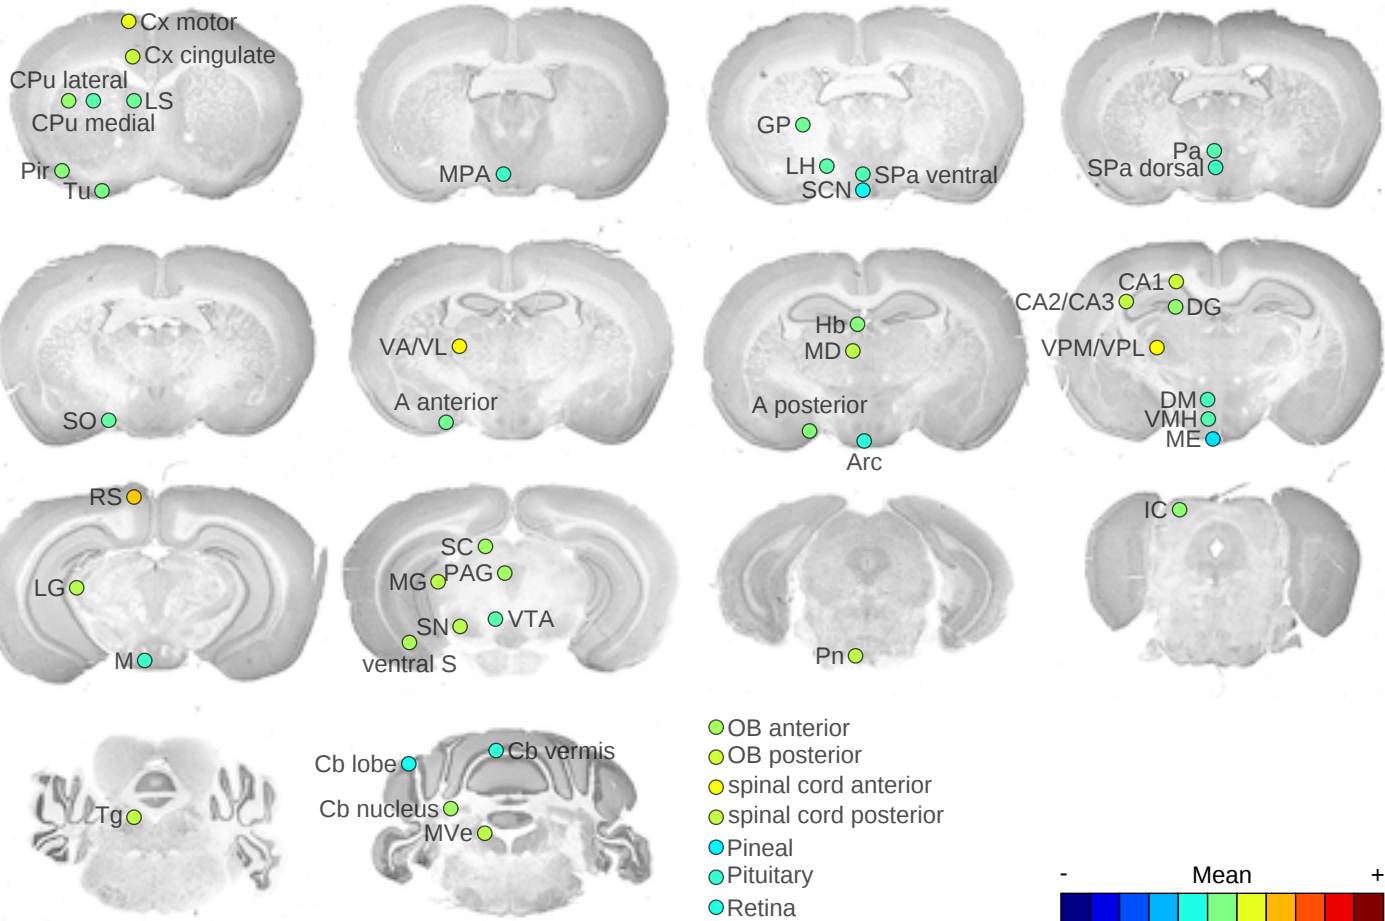 Cx motor
Cx cingulate
CPu lateral
LS
CPu medial
Pir
Tu
MPA
GP
LH
SPa ventral
SCN
Pa
SPa dorsal
SO
VA/VL
A anterior
Hb
MD
A posterior
Arc
CA1
CA2/CA3
DG
VPM/VPL
DM
VMH
ME
RS
LG
M
SC
PAG
MG
SN
VTA
ventral S
Pn
IC
Tg
Cb lobe
Cb vermis
Cb nucleus
MVe
OB anterior
OB posterior
spinal cord anterior
spinal cord posterior
Pineal
Pituitary
Retina
- Mean +